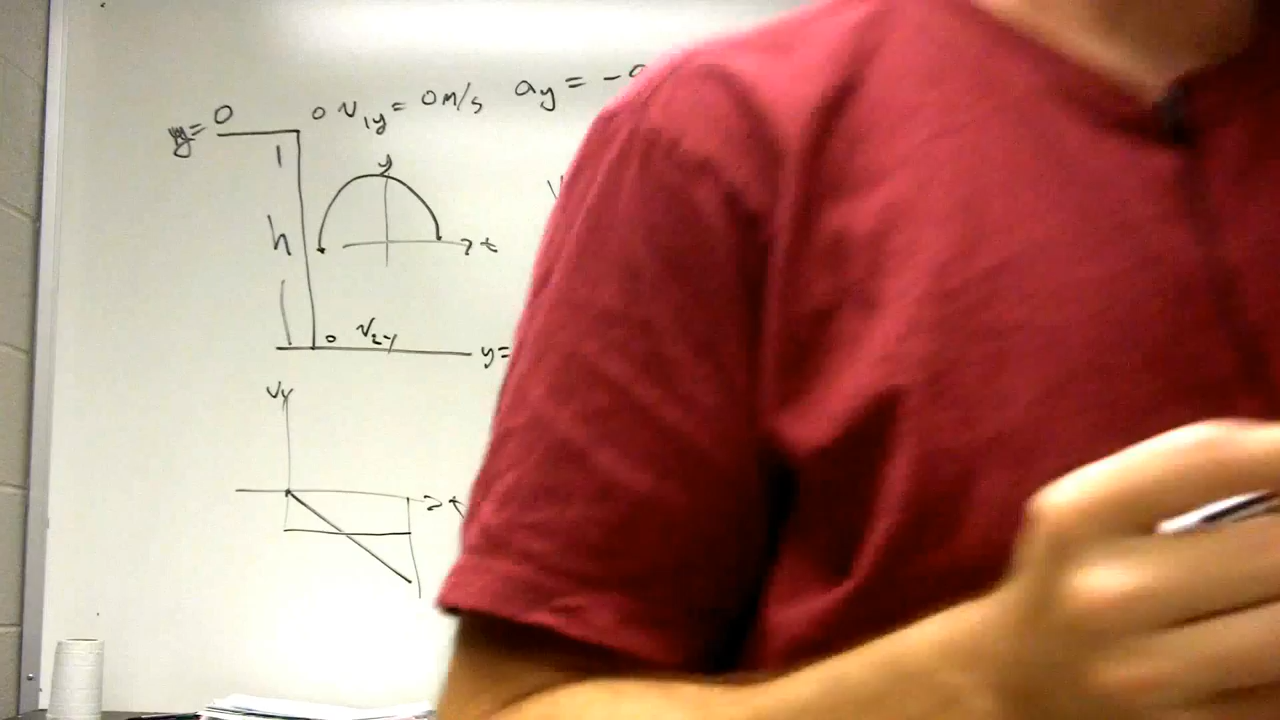 y=0
v1y = 0 m/s ay = -
y
h
t
v2y
y=
Vy
t